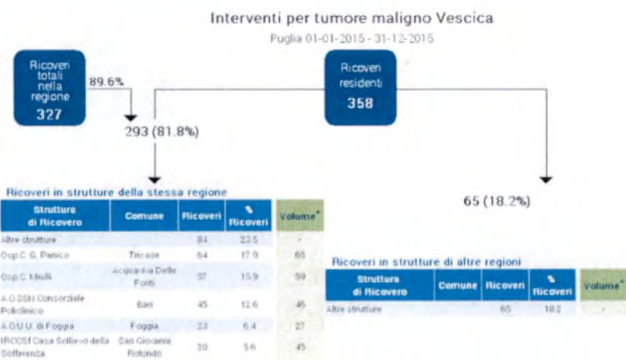 Interventi per tumore maligno Vescica
Puglia 01-01-2015 - 31-12-2015
Ricoveri totali nella regione
327
89.6%
Ricoveri residenti
358
293 (81.8%)
65 (18.2%)
Ricoveri in strutture della stessa regione
Strutture di Ricovero Comune Ricoveri % Ricoveri Volume*
Altre strutture 84 23.5 -
Osp.C. G. Panico Tricase 64 17.9 65
Osp.C. Miulli Acquaviva Delle Fonti 57 15.9 59
A.O.Consorziale Policlinico Bari 45 12.6 46
A.O.U.U. di Foggia Foggia 23 6.4 27
IRCCSf Casa Sollievo della Sofferenza San Giovanni Rotondo 20 5.6 45
Ricoveri in strutture di altre regioni
Strutture di Ricovero Comune Ricoveri % Ricoveri Volume*
Altre strutture 65 18.2 -